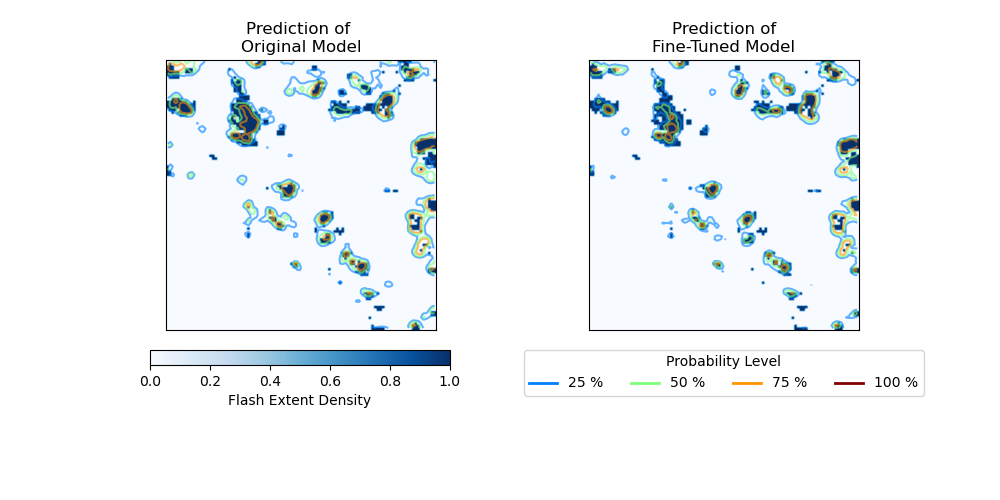 Prediction of
Original Model
Prediction of
Fine-Tuned Model
0.0 0.2 0.4 0.6 0.8 1.0
Flash Extent Density
Probability Level
25 % 50 % 75 % 100 %